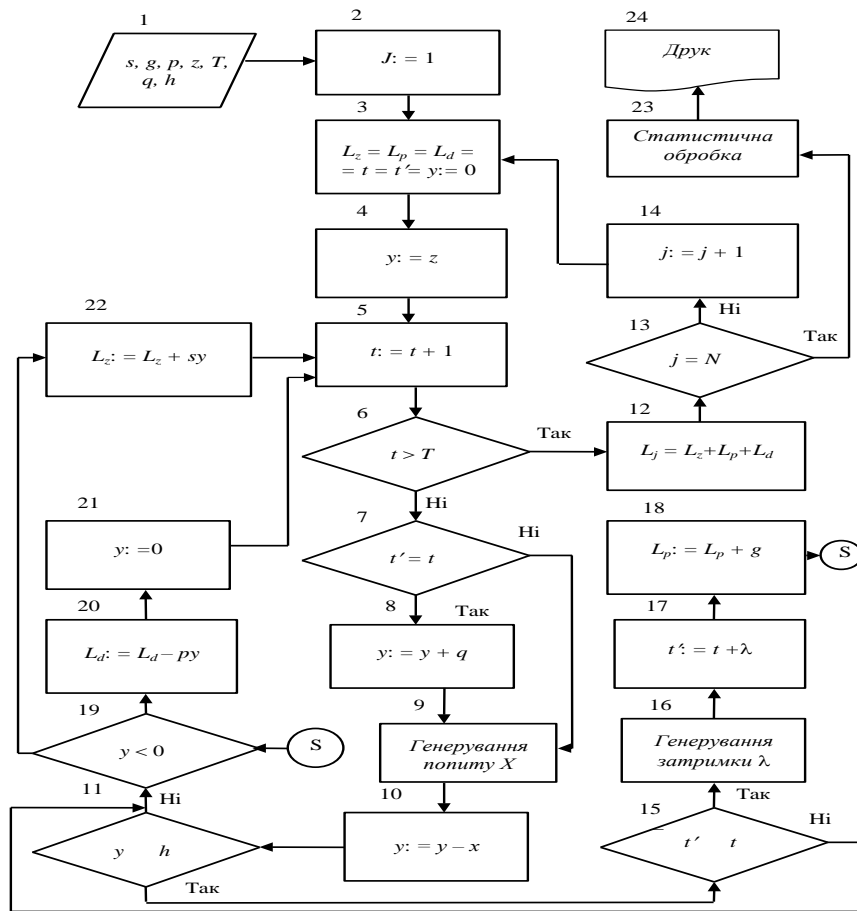 1
s, g, p, z, T,
q, h
2
J: = 1
3
L_z = L_p = L_d =
= t = t′ = y: = 0
4
y: = z
5
t: = t + 1
6
t > T
Так
Ні
7
t′ = t
Ні
Так
8
y: = y + q
9
Генерування
попиту X
10
y: = y – x
11
y h
Ні
Так
12
L_j = L_z+L_p+L_d
13
j = N
Ні
Так
14
j: = j + 1
15
t′ t
Так
Ні
16
Генерування
затримки λ
17
t′: = t +λ
18
L_p: = L_p + g
S
19
y < 0
S
20
L_d: = L_d – py
21
y: =0
22
L_z: = L_z + sy
23
Статистична
обробка
24
Друк